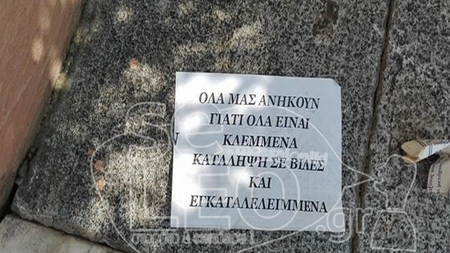 ΟΛΑ ΜΑΣ ΑΝΗΚΟΥΝ
ΓΙΑΤΙ ΟΛΑ ΕΙΝΑΙ
ΚΛΕΜΜΕΝΑ
ΚΑΤΑΛΗΨΗ ΣΕ ΒΙΛΕΣ
ΚΑΙ
ΕΓΚΑΤΑΛΕΛΕΙΜΜΕΝΑ